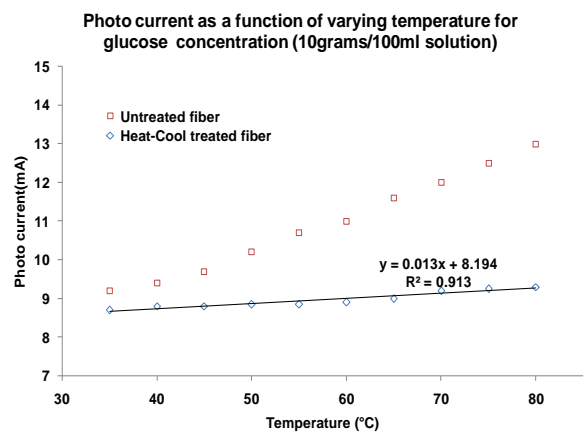 Photo current as a function of varying temperature for
glucose concentration (10grams/100ml solution)
15
14
13
12
11
10
9
8
7
Photo current(mA)
Untreated fiber
Heat-Cool treated fiber
y = 0.013x + 8.194
R² = 0.913
30 40 50 60 70 80
Temperature (°C)